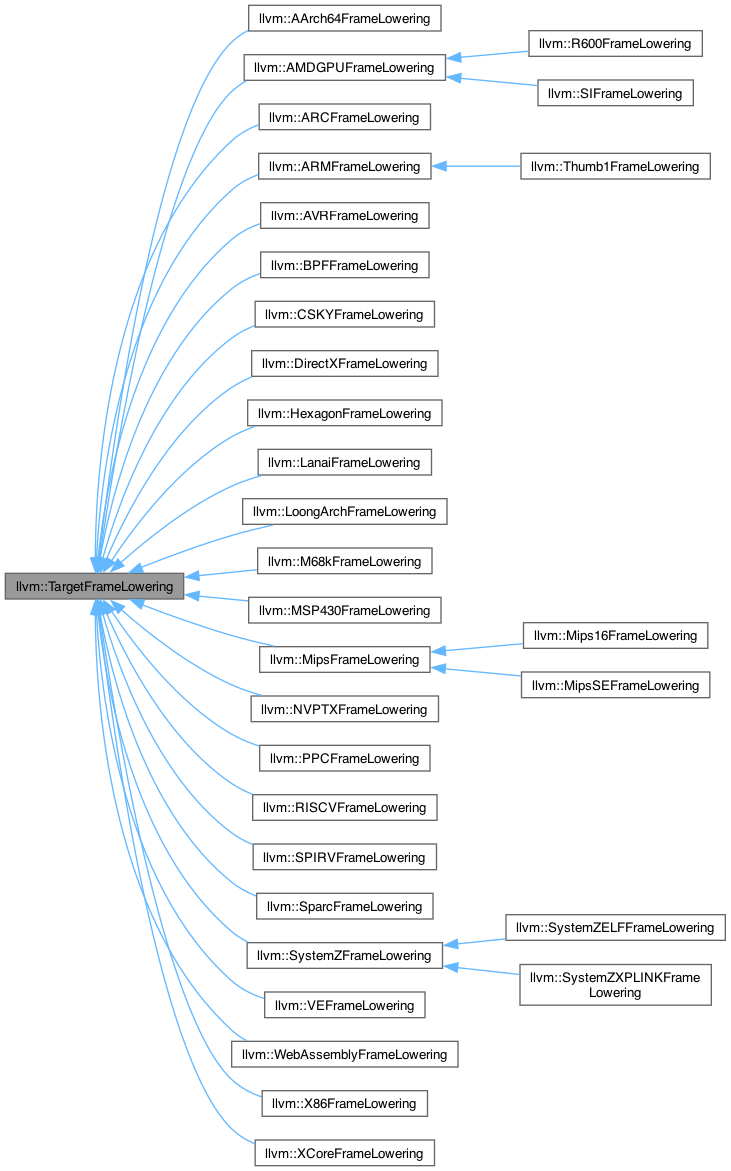 llvm::AArch64FrameLowering
llvm::R600FrameLowering
llvm::AMDGPUFrameLowering
llvm::SIFrameLowering
llvm::ARCFrameLowering
llvm::ARMFrameLowering
llvm::Thumb1FrameLowering
llvm::AVRFrameLowering
llvm::BPFFrameLowering
llvm::CSKYFrameLowering
llvm::DirectXFrameLowering
llvm::HexagonFrameLowering
llvm::LanaiFrameLowering
llvm::LoongArchFrameLowering
llvm::M68kFrameLowering
llvm::TargetFrameLowering
llvm::MSP430FrameLowering
llvm::Mips16FrameLowering
llvm::MipsFrameLowering
llvm::MipsSEFrameLowering
llvm::NVPTXFrameLowering
llvm::PPCFrameLowering
llvm::RISCVFrameLowering
llvm::SPIRVFrameLowering
llvm::SparcFrameLowering
llvm::SystemZELFFrameLowering
llvm::SystemZFrameLowering
llvm::SystemZXPLINKFrame
Lowering
llvm::VEFrameLowering
llvm::WebAssemblyFrameLowering
llvm::X86FrameLowering
llvm::XCoreFrameLowering